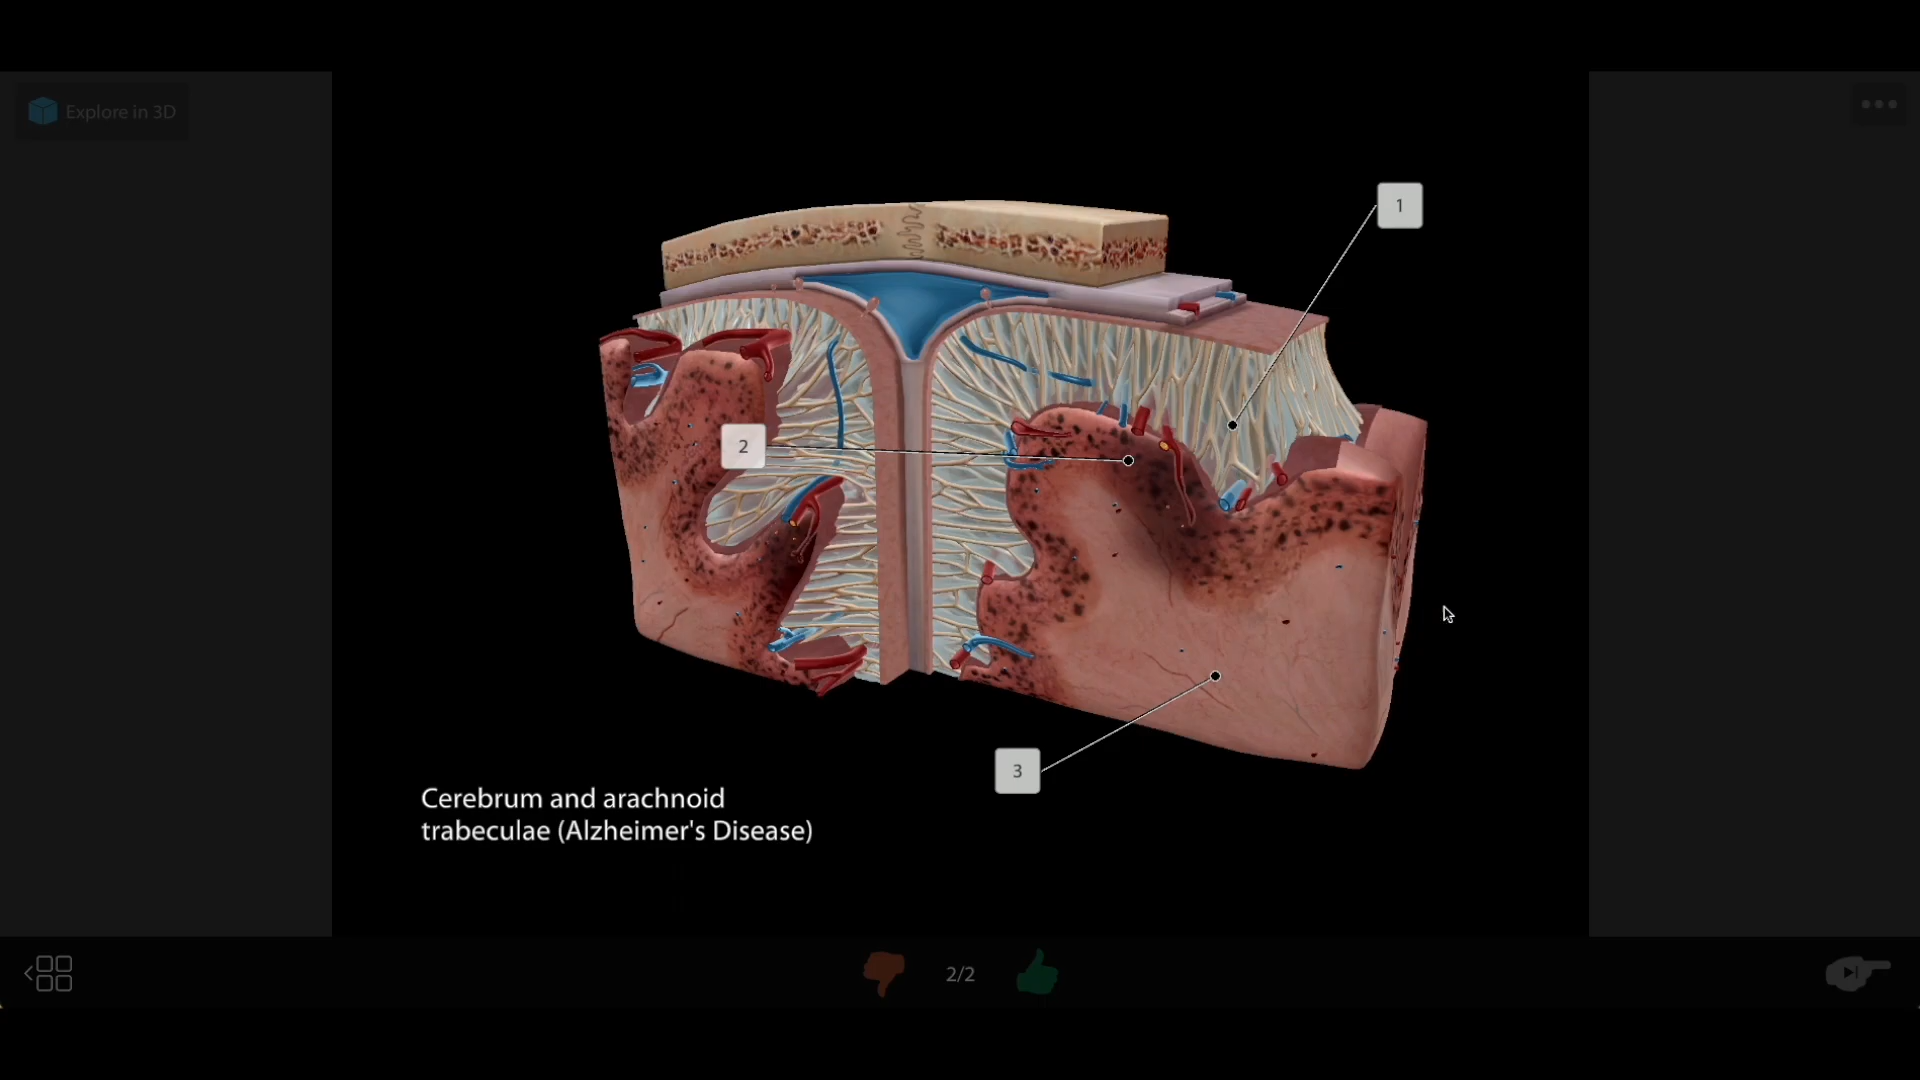 Explore in 3D
1
2
3
Cerebrum and arachnoid
trabeculae (Alzheimer's Disease)
2/2